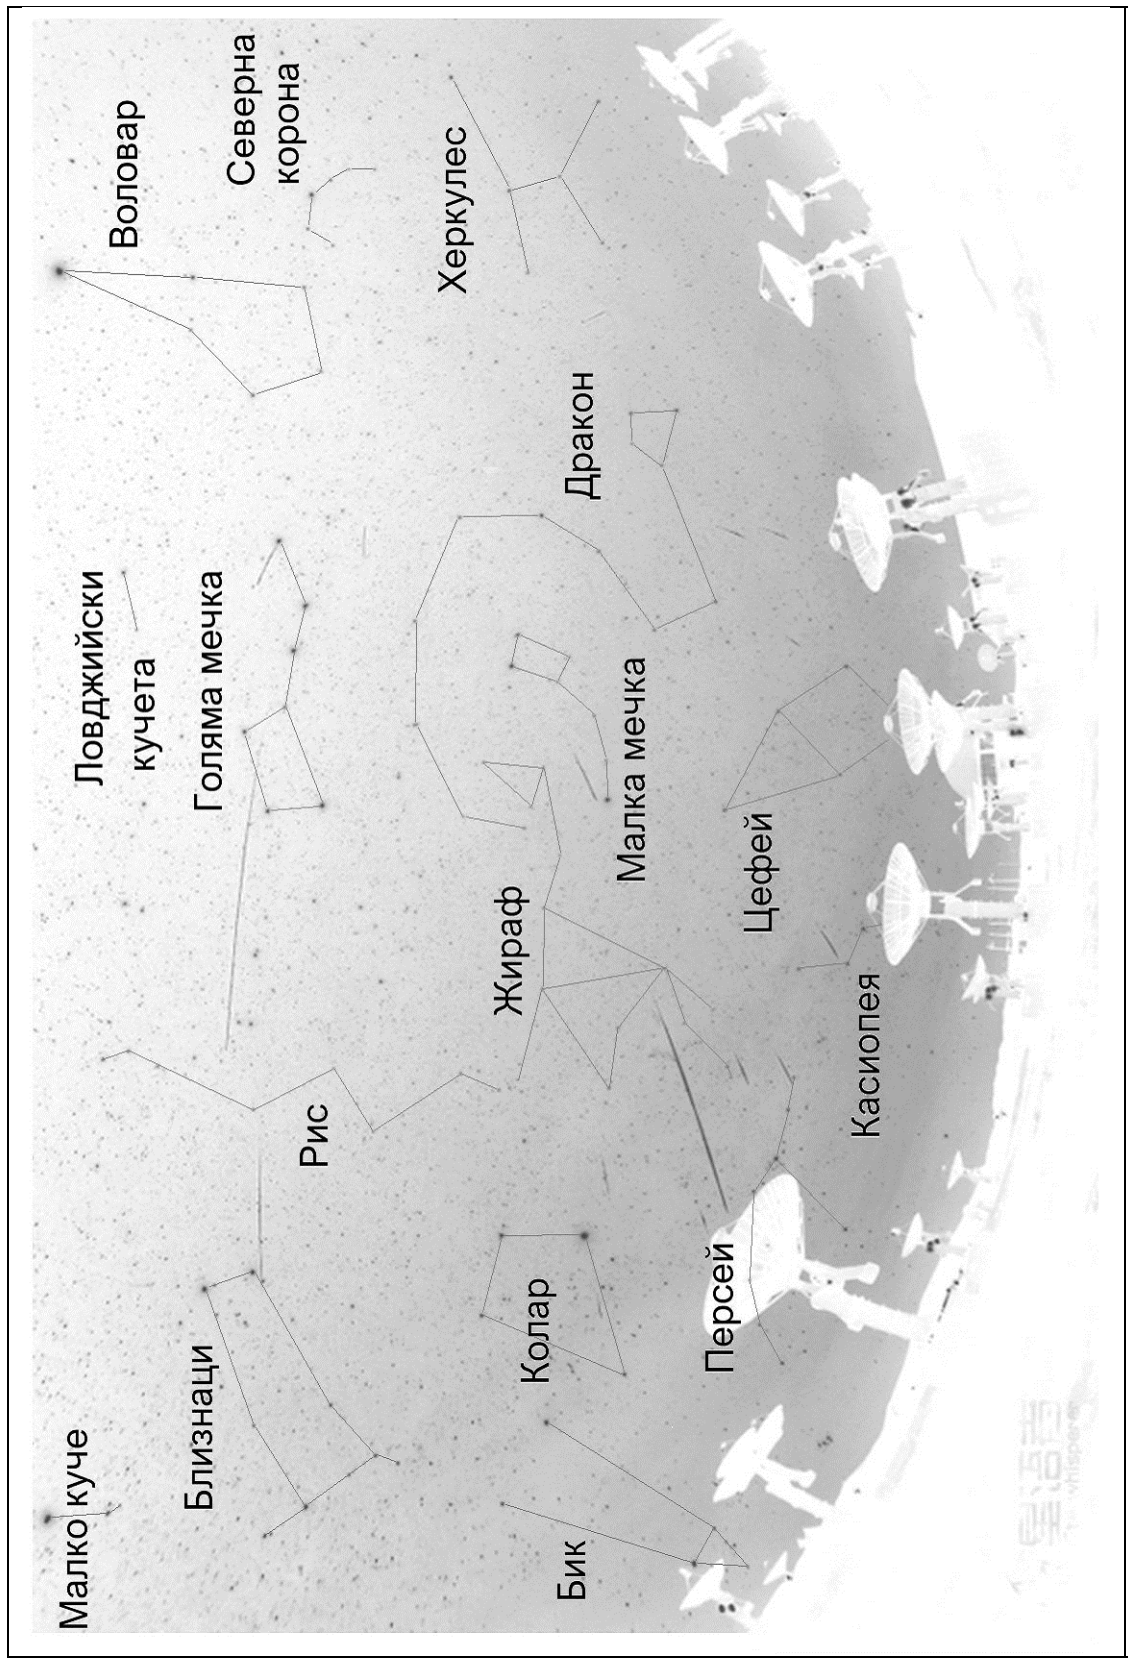 Малко куче
Близнаци
Бик
Колар
Персей
Рис
Касиопея
Жираф
Цефей
Малка мечка
Голяма мечка
Ловджийски
кучета
Дракон
Херкулес
Северна
корона
Воловар